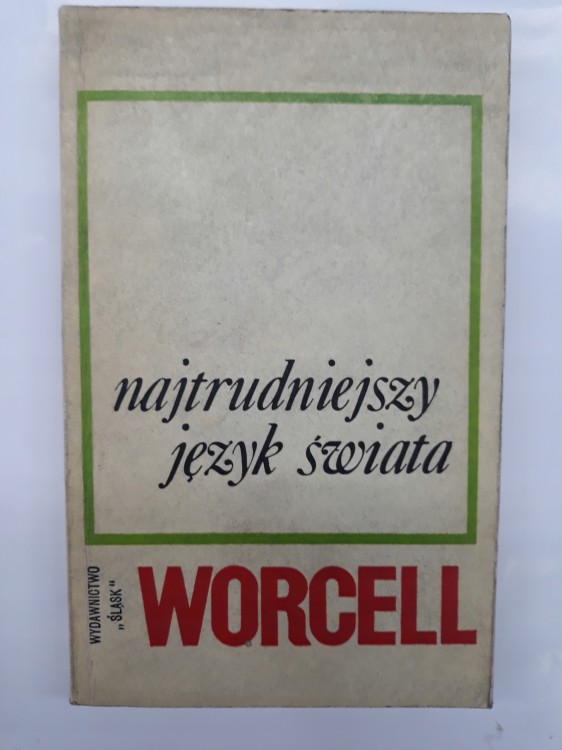 najtrudniejszy
język świata
WYDAWNICTWO
„ŚLĄSK”
WORCELL